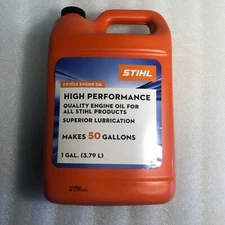 2-CYCLE ENGINE OIL
STIHL
HIGH PERFORMANCE
QUALITY ENGINE OIL FOR
ALL STIHL PRODUCTS
SUPERIOR LUBRICATION
MAKES 50 GALLONS
1 GAL. (3.79 L)